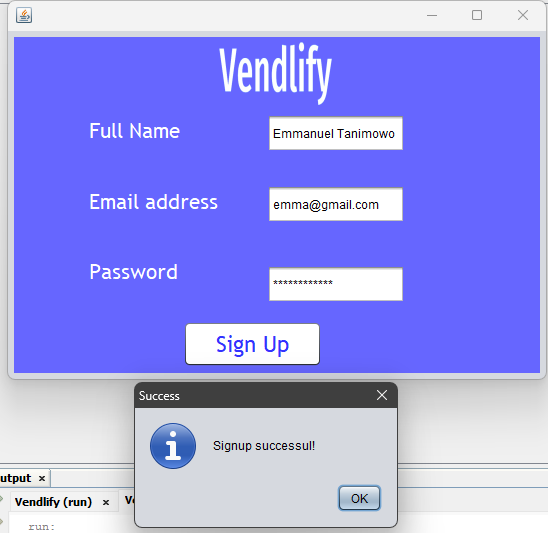 Vendlify
Full Name
Emmanuel Tanimowo
Email address
emma@gmail.com
Password
************
Sign Up
Success
Signup successul!
OK
utput ×
Vendlify (run) ×
Ve
run: